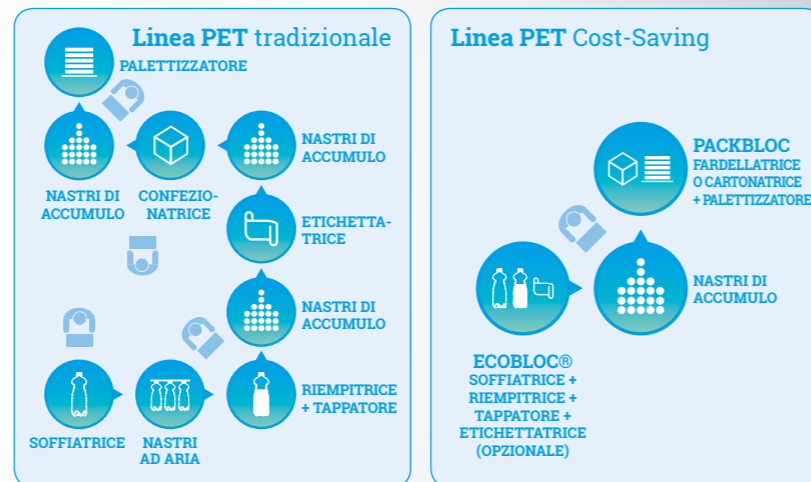 Linea PET tradizionale
PALETTIZZATORE
NASTRI DI
ACCUMULO
CONFEZIO-
NATRICE
NASTRI DI
ACCUMULO
ETICHETTA-
TRICE
NASTRI DI
ACCUMULO
RIEMPITRICE
+ TAPPATORE
SOFFIATRICE
NASTRI
AD ARIA
Linea PET Cost-Saving
PACKBLOC
FARDELLATRICE
O CARTONATRICE
+ PALETTIZZATORE
NASTRI DI
ACCUMULO
ECOBLOC®
SOFFIATRICE +
RIEMPITRICE +
TAPPATORE +
ETICHETTATRICE
(OPZIONALE)